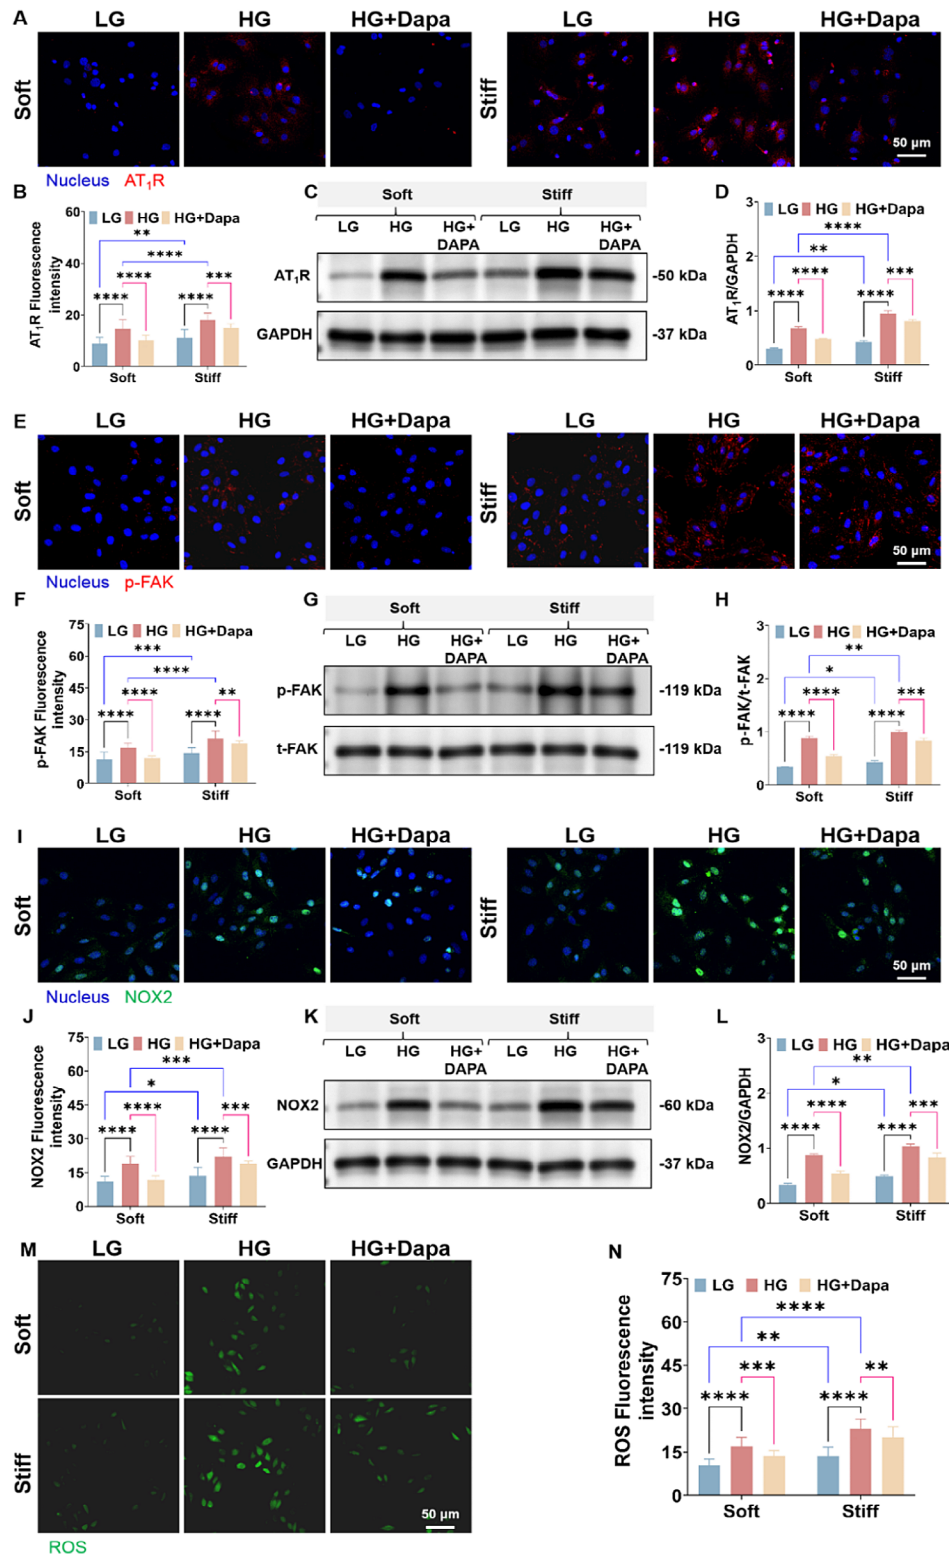 A
LG HG HG+Dapa LG HG HG+Dapa
Soft
Stiff
50 μm
Nucleus AT₁R
B
60
40
20
0
AT₁R Fluorescence
intensity
LG HG HG+Dapa
**
****
**** **** **** ***
Soft Stiff
C
Soft Stiff
LG HG HG+
DAPA LG HG HG+
DAPA
AT₁R -50 kDa
GAPDH -37 kDa
D
3
2
1
0
AT₁R/GAPDH
LG HG HG+Dapa
****
**
**** **** **** ***
Soft Stiff
E
LG HG HG+Dapa LG HG HG+Dapa
Soft
Stiff
50 μm
Nucleus p-FAK
F
75
60
45
30
15
0
p-FAK Fluorescence
intensity
LG HG HG+Dapa
***
****
**** **** **** **
Soft Stiff
G
Soft Stiff
LG HG HG+
DAPA LG HG HG+
DAPA
p-FAK -119 kDa
t-FAK -119 kDa
H
3
2
1
0
p-FAK/t-FAK
LG HG HG+Dapa
**
*
**** **** **** ***
Soft Stiff
I
LG HG HG+Dapa LG HG HG+Dapa
Soft
Stiff
50 μm
Nucleus NOX2
J
75
60
45
30
15
0
NOX2 Fluorescence
intensity
LG HG HG+Dapa
***
*
**** **** **** ***
Soft Stiff
K
Soft Stiff
LG HG HG+
DAPA LG HG HG+
DAPA
NOX2 -60 kDa
GAPDH -37 kDa
L
3
2
1
0
NOX2/GAPDH
LG HG HG+Dapa
**
*
**** **** **** ***
Soft Stiff
M
LG HG HG+Dapa
Soft
Stiff
50 μm
ROS
N
75
60
45
30
15
0
ROS Fluorescence
intensity
LG HG HG+Dapa
****
**
**** *** **** **
Soft Stiff